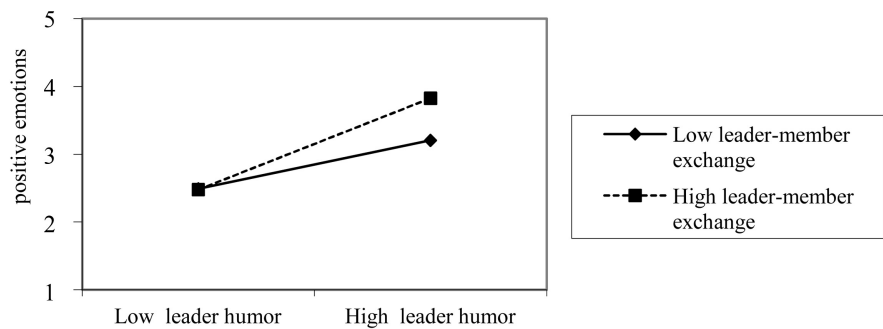 positive emotions
5
4
3
2
1
Low leader humor
High leader humor
Low leader-member
exchange
High leader-member
exchange